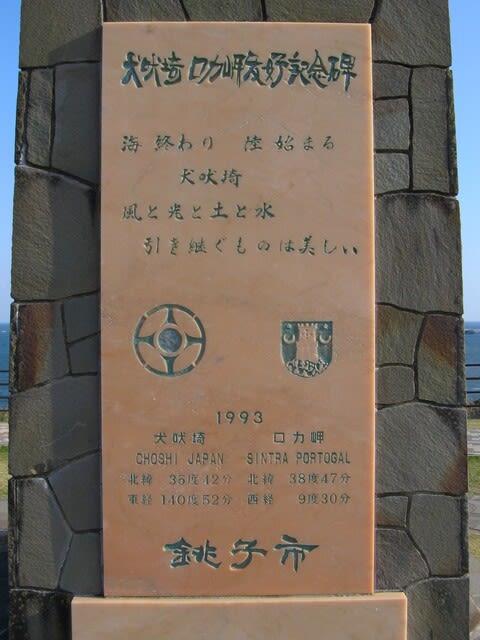 犬吠埼 ロカ岬友好記念碑
海 終わり 陸 始まる
犬吠埼
風と光と土と水
引き継ぐものは美しい
1993
犬吠埼 ロカ岬
CHOSHI JAPAN SINTRA PORTOGAL
北緯 35度42分 北緯 38度47分
東経 140度52分 西経 9度30分
銚子市